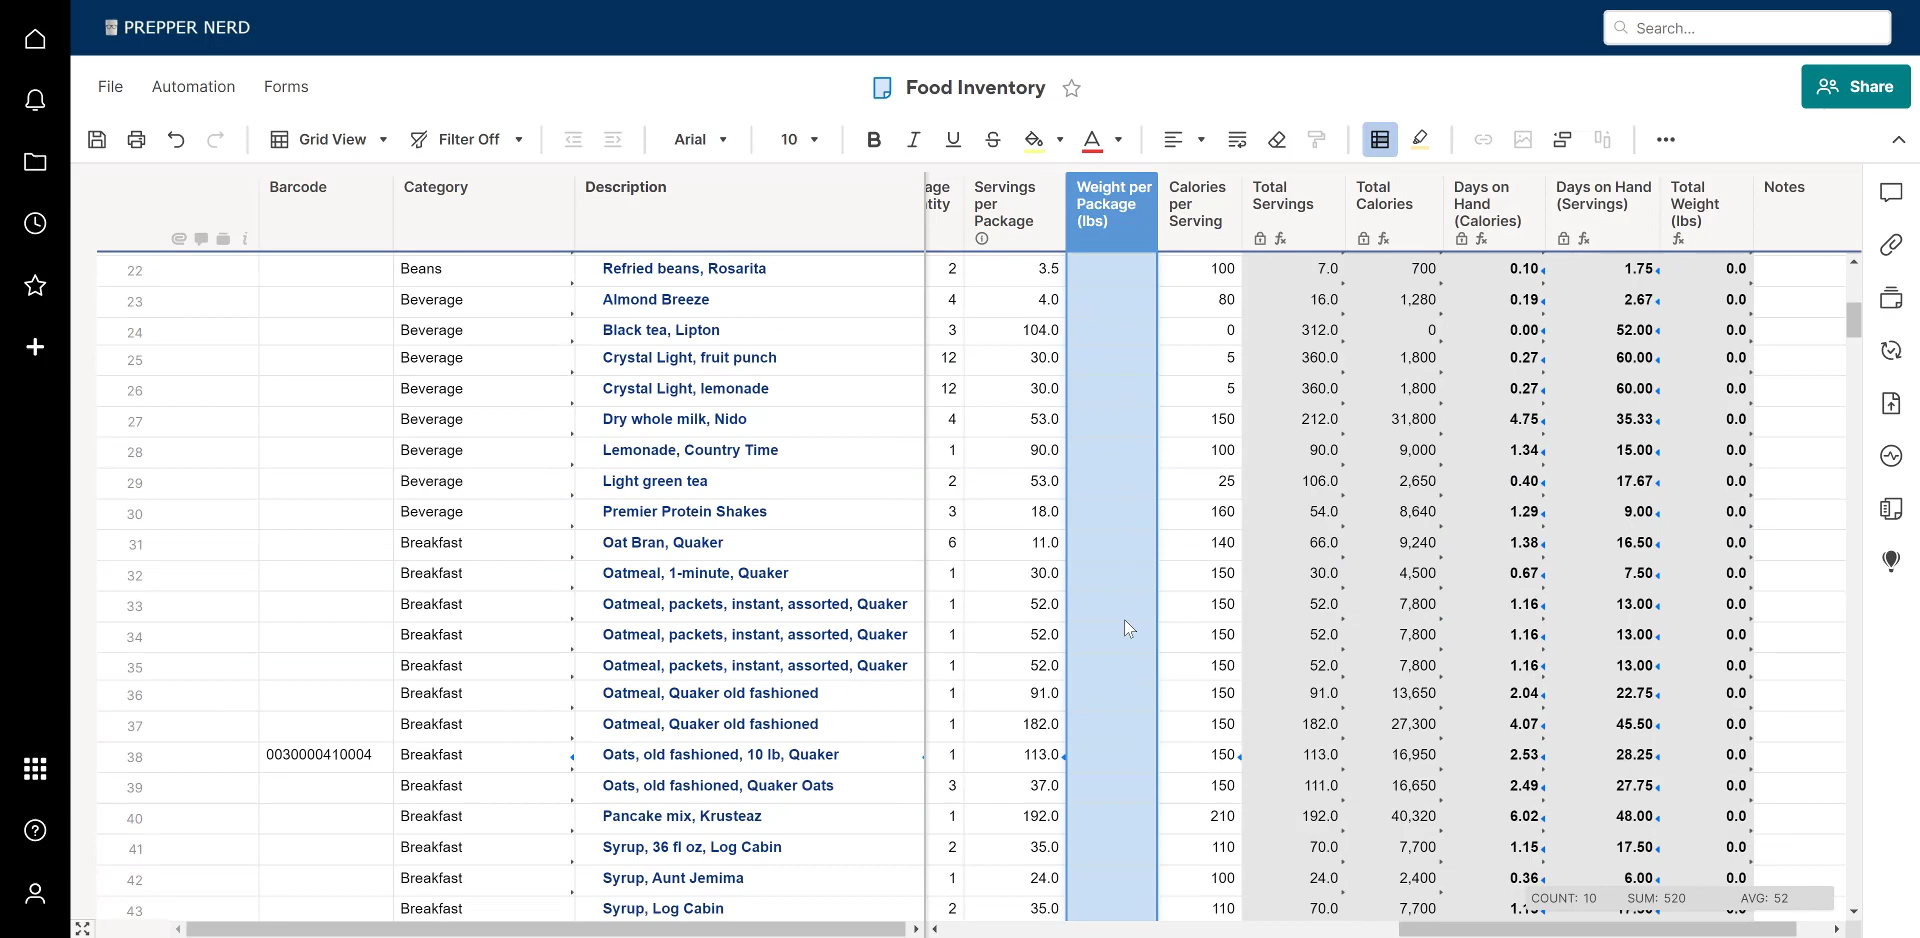 PREPPER NERD
Search...
File Automation Forms
Food Inventory
Share
Grid View Filter Off Arial 10 B I U S A
Barcode Category Description age tity Servings per Package Weight per Package (lbs) Calories per Serving Total Servings Total Calories Days on Hand (Calories) Days on Hand (Servings) Total Weight (lbs) Notes
22 Beans Refried beans, Rosarita 2 3.5 100 7.0 700 0.10 1.75 0.0
23 Beverage Almond Breeze 4 4.0 80 16.0 1,280 0.19 2.67 0.0
24 Beverage Black tea, Lipton 3 104.0 0 312.0 0 0.00 52.00 0.0
25 Beverage Crystal Light, fruit punch 12 30.0 5 360.0 1,800 0.27 60.00 0.0
26 Beverage Crystal Light, lemonade 12 30.0 5 360.0 1,800 0.27 60.00 0.0
27 Beverage Dry whole milk, Nido 4 53.0 150 212.0 31,800 4.75 35.33 0.0
28 Beverage Lemonade, Country Time 1 90.0 100 90.0 9,000 1.34 15.00 0.0
29 Beverage Light green tea 2 53.0 25 106.0 2,650 0.40 17.67 0.0
30 Beverage Premier Protein Shakes 3 18.0 160 54.0 8,640 1.29 9.00 0.0
31 Breakfast Oat Bran, Quaker 6 11.0 140 66.0 9,240 1.38 16.50 0.0
32 Breakfast Oatmeal, 1-minute, Quaker 1 30.0 150 30.0 4,500 0.67 7.50 0.0
33 Breakfast Oatmeal, packets, instant, assorted, Quaker 1 52.0 150 52.0 7,800 1.16 13.00 0.0
34 Breakfast Oatmeal, packets, instant, assorted, Quaker 1 52.0 150 52.0 7,800 1.16 13.00 0.0
35 Breakfast Oatmeal, packets, instant, assorted, Quaker 1 52.0 150 52.0 7,800 1.16 13.00 0.0
36 Breakfast Oatmeal, Quaker old fashioned 1 91.0 150 91.0 13,650 2.04 22.75 0.0
37 Breakfast Oatmeal, Quaker old fashioned 1 182.0 150 182.0 27,300 4.07 45.50 0.0
38 0030000410004 Breakfast Oats, old fashioned, 10 lb, Quaker 1 113.0 150 113.0 16,950 2.53 28.25 0.0
39 Breakfast Oats, old fashioned, Quaker Oats 3 37.0 150 111.0 16,650 2.49 27.75 0.0
40 Breakfast Pancake mix, Krusteaz 1 192.0 210 192.0 40,320 6.02 48.00 0.0
41 Breakfast Syrup, 36 fl oz, Log Cabin 2 35.0 110 70.0 7,700 1.15 17.50 0.0
42 Breakfast Syrup, Aunt Jemima 1 24.0 100 24.0 2,400 0.36 6.00 0.0
43 Breakfast Syrup, Log Cabin 2 35.0 110 70.0 7,700
COUNT: 10 SUM: 520 AVG: 52